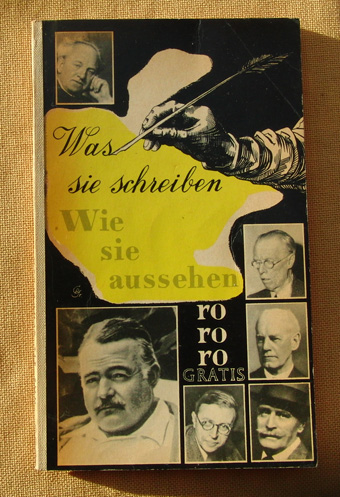 Was
sie schreiben
Wie
sie
aussehen
ro
ro
ro
GRATIS